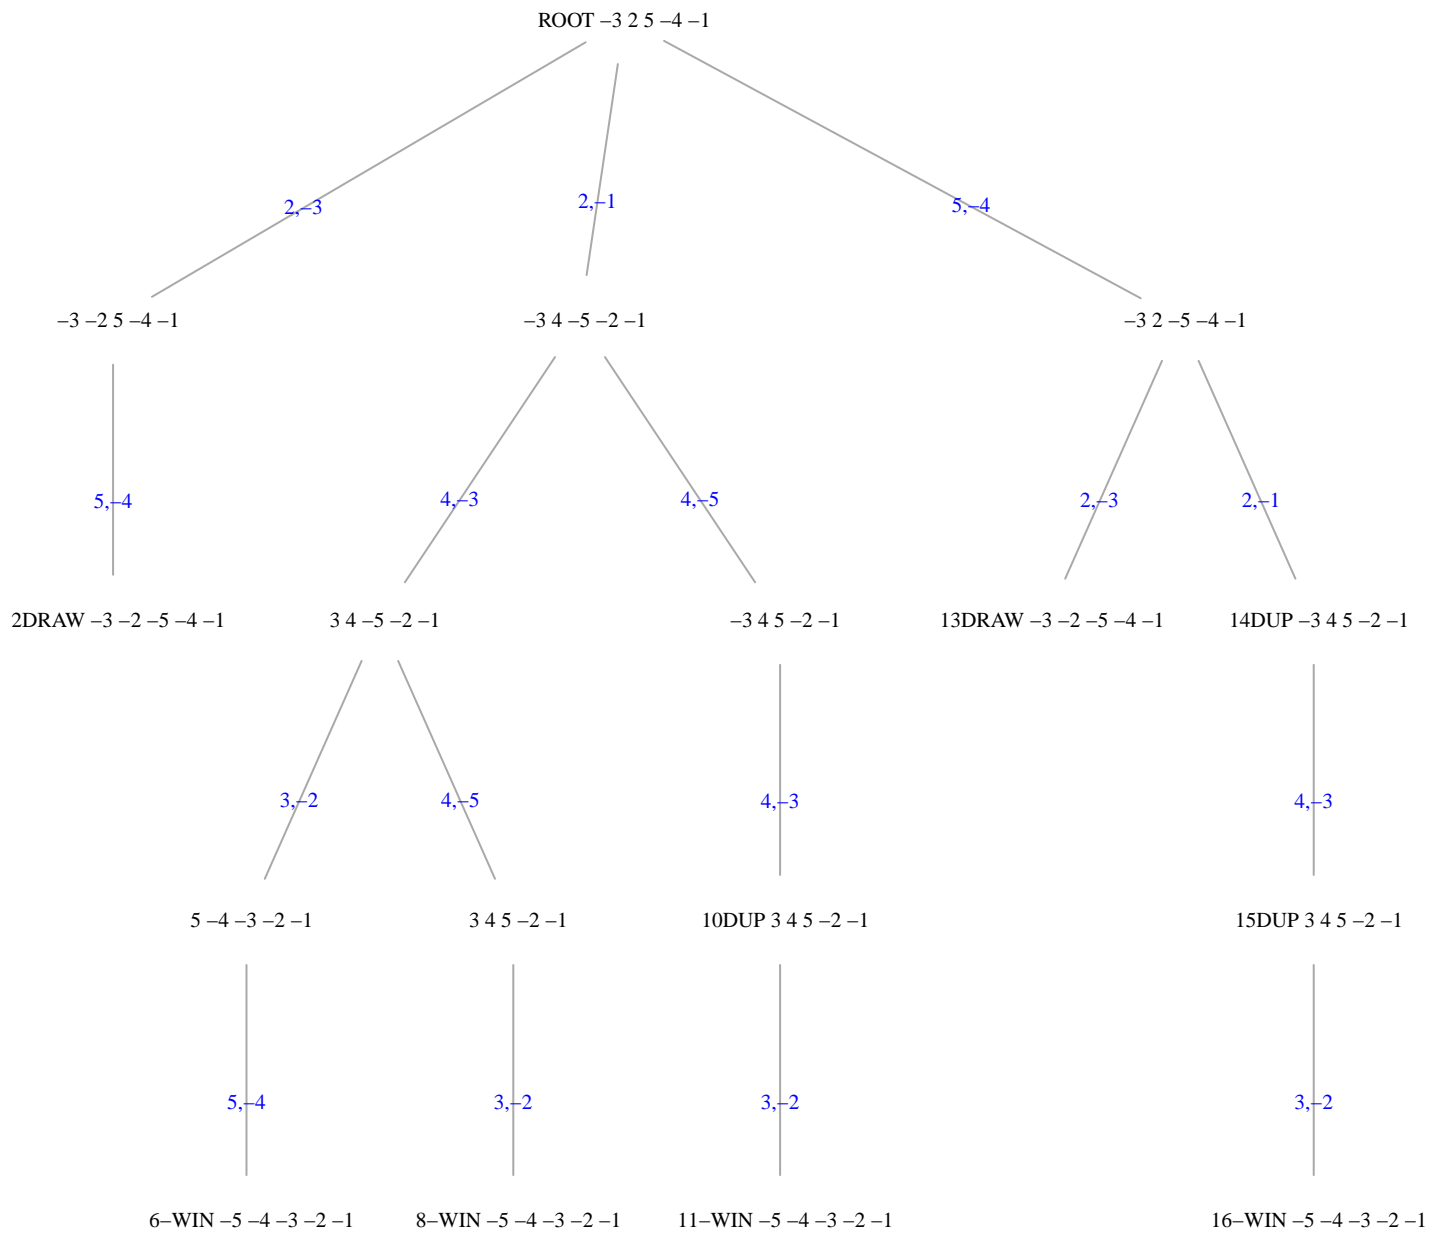 ROOT –3 2 5 –4 –1
2,–3
2,–1
5,–4
–3 –2 5 –4 –1
–3 4 –5 –2 –1
–3 2 –5 –4 –1
5,–4
4,–3
4,–5
2,–3
2,–1
2DRAW –3 –2 –5 –4 –1
3 4 –5 –2 –1
–3 4 5 –2 –1
13DRAW –3 –2 –5 –4 –1
14DUP –3 4 5 –2 –1
3,–2
4,–5
4,–3
4,–3
5 –4 –3 –2 –1
3 4 5 –2 –1
10DUP 3 4 5 –2 –1
15DUP 3 4 5 –2 –1
5,–4
3,–2
3,–2
3,–2
6–WIN –5 –4 –3 –2 –1
8–WIN –5 –4 –3 –2 –1
11–WIN –5 –4 –3 –2 –1
16–WIN –5 –4 –3 –2 –1